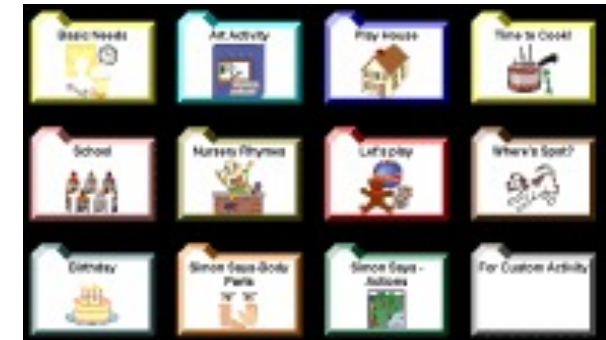 Basic Needs
Art Activity
Play House
Time to Cook!
School
Nursery Rhymes
Let's play
Where's Spot?
Birthday
Simon Says-Body
Parts
Simon Says -
Actions
For Custom Activity